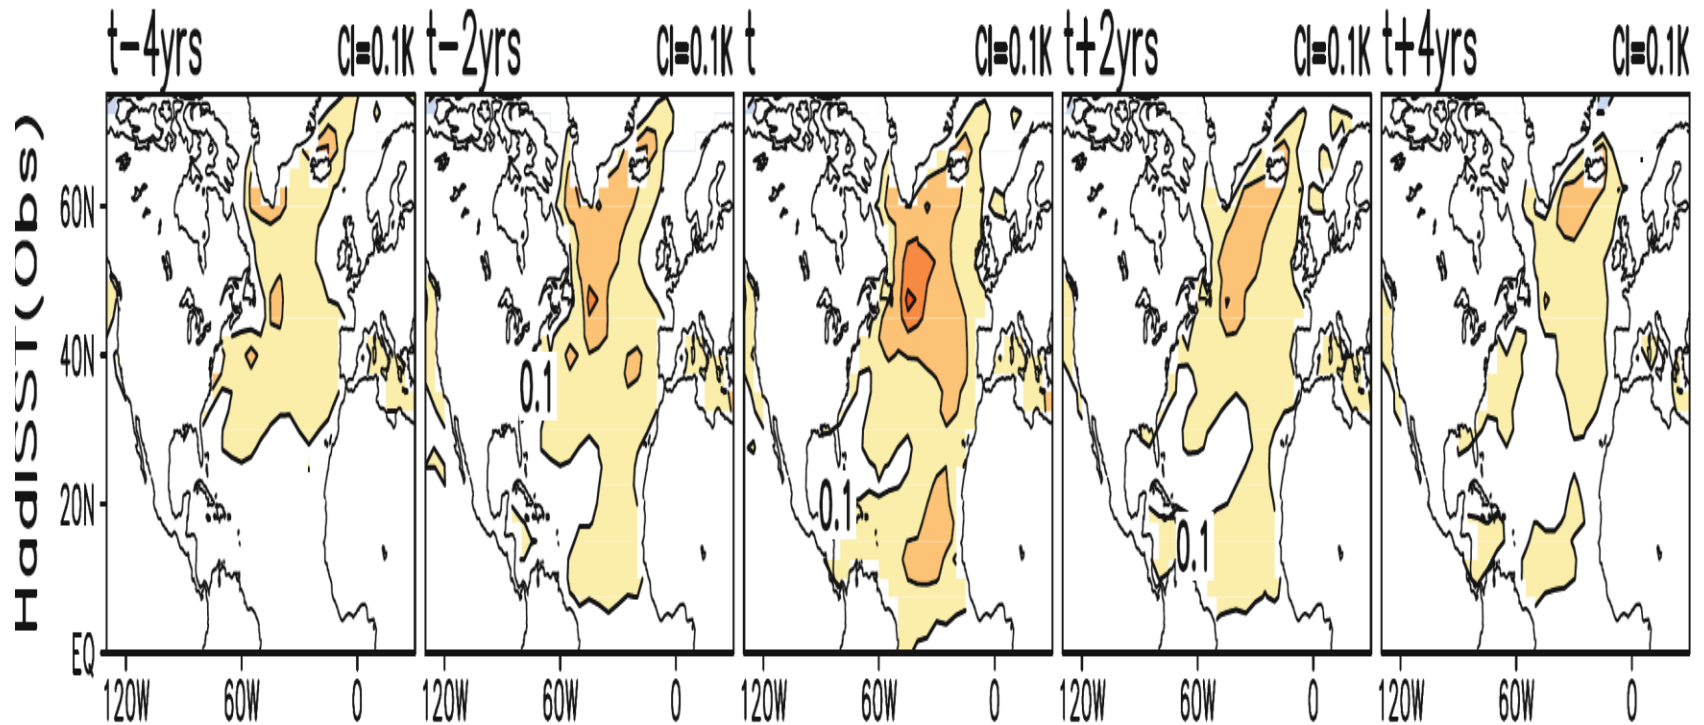 t-4yrs CI=0.1K t-2yrs CI=0.1K t CI=0.1K t+2yrs CI=0.1K t+4yrs CI=0.1K
HadISST(Obs)
60N
40N
20N
EQ
0.1
0.1
0.1
120W 60W 0 120W 60W 0 120W 60W 0 120W 60W 0 120W 60W 0